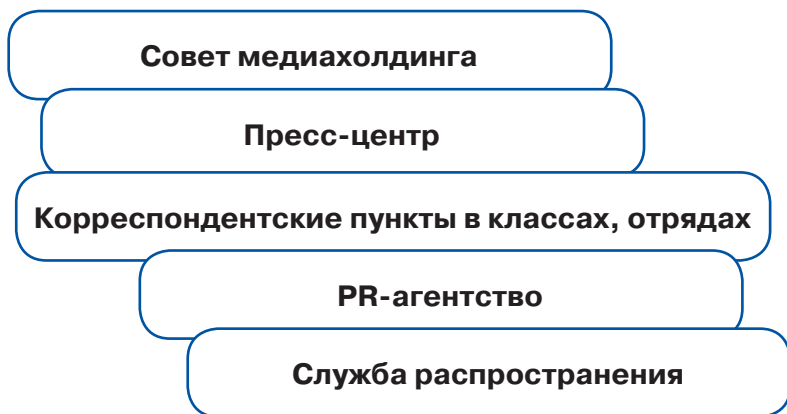 Совет медиахолдинга
Пресс-центр
Корреспондентские пункты в классах, отрядах
PR-агентство
Служба распространения